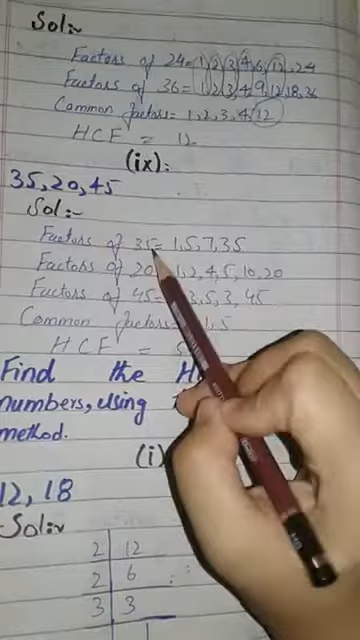 Sol:-
Factors of 24 = 1, 2, 3, 4, 6, 12, 24
Factors of 36 = 1, 2, 3, 4, 9, 12, 18, 36
Common factors = 1, 2, 3, 4, 12
HCF = 12
(ix):
35, 20, 45
Sol:-
Factors of 35 = 1, 5, 7, 35
Factors of 20 1, 2, 4, 5, 10, 20
Factors of 45 = 3, 5, 3, 45
Common factors = 1, 5
HCF = 5
Find the H
numbers, using
method.
(i)
12, 18
Sol:-
2 12
2 6
3 3
1